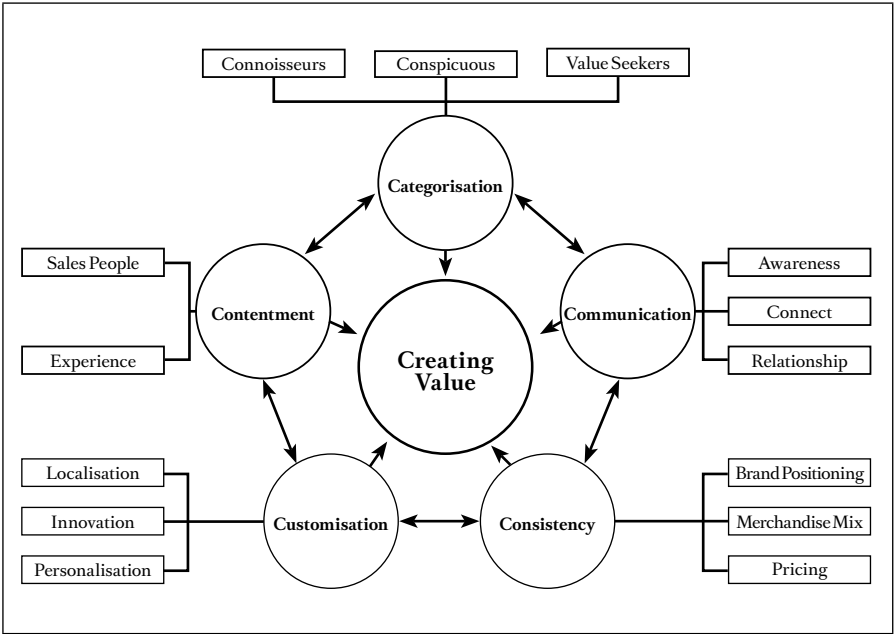 Connoisseurs
Conspicuous
Value Seekers
Categorisation
Sales People
Experience
Contentment
Communication
Awareness
Connect
Relationship
Creating
Value
Localisation
Innovation
Personalisation
Customisation
Consistency
Brand Positioning
Merchandise Mix
Pricing